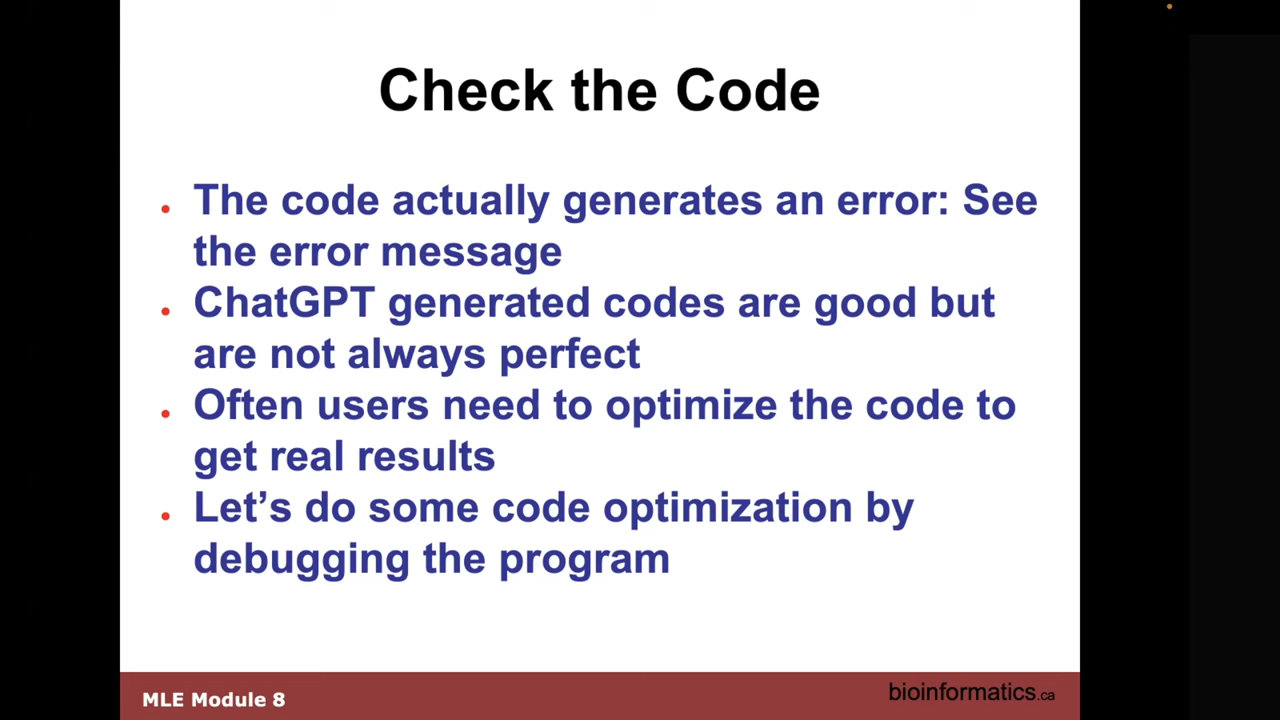 Check the Code
The code actually generates an error: See
the error message
ChatGPT generated codes are good but
are not always perfect
Often users need to optimize the code to
get real results
Let’s do some code optimization by
debugging the program
MLE Module 8
bioinformatics.ca